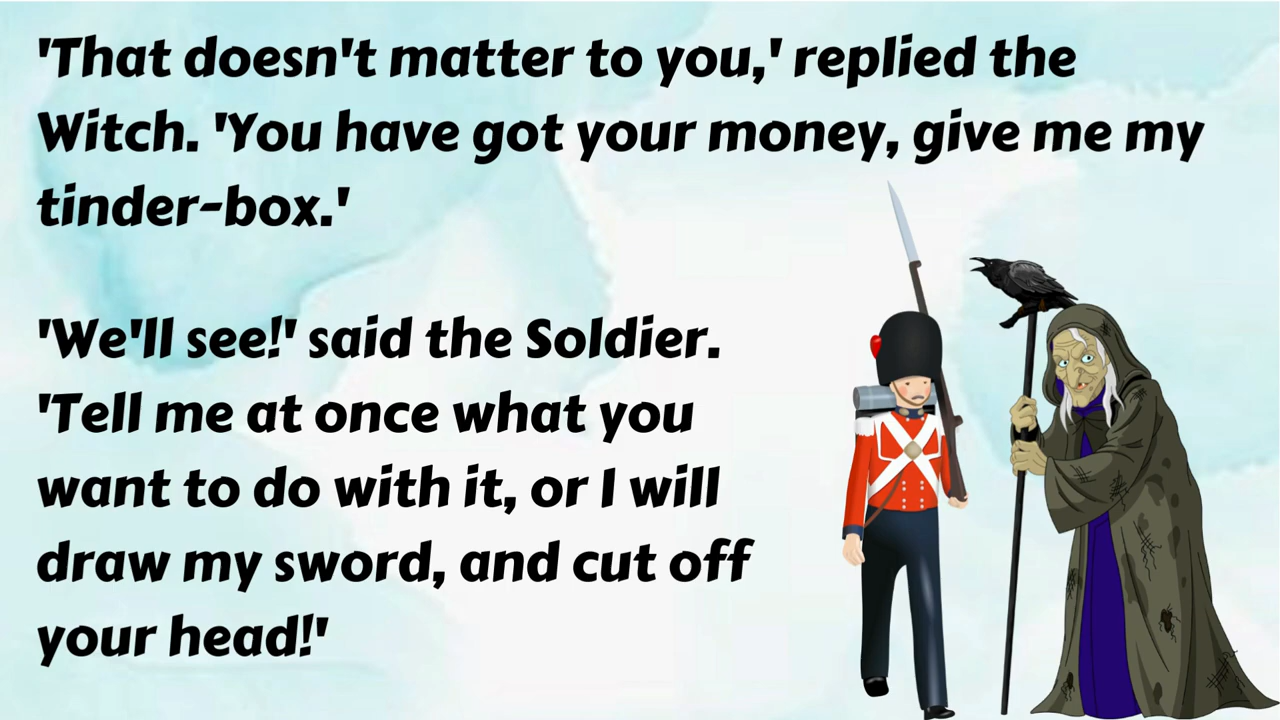 'That doesn't matter to you,' replied the
Witch. 'You have got your money, give me my
tinder-box.'
'We'll see!' said the Soldier.
'Tell me at once what you
want to do with it, or I will
draw my sword, and cut off
your head!'